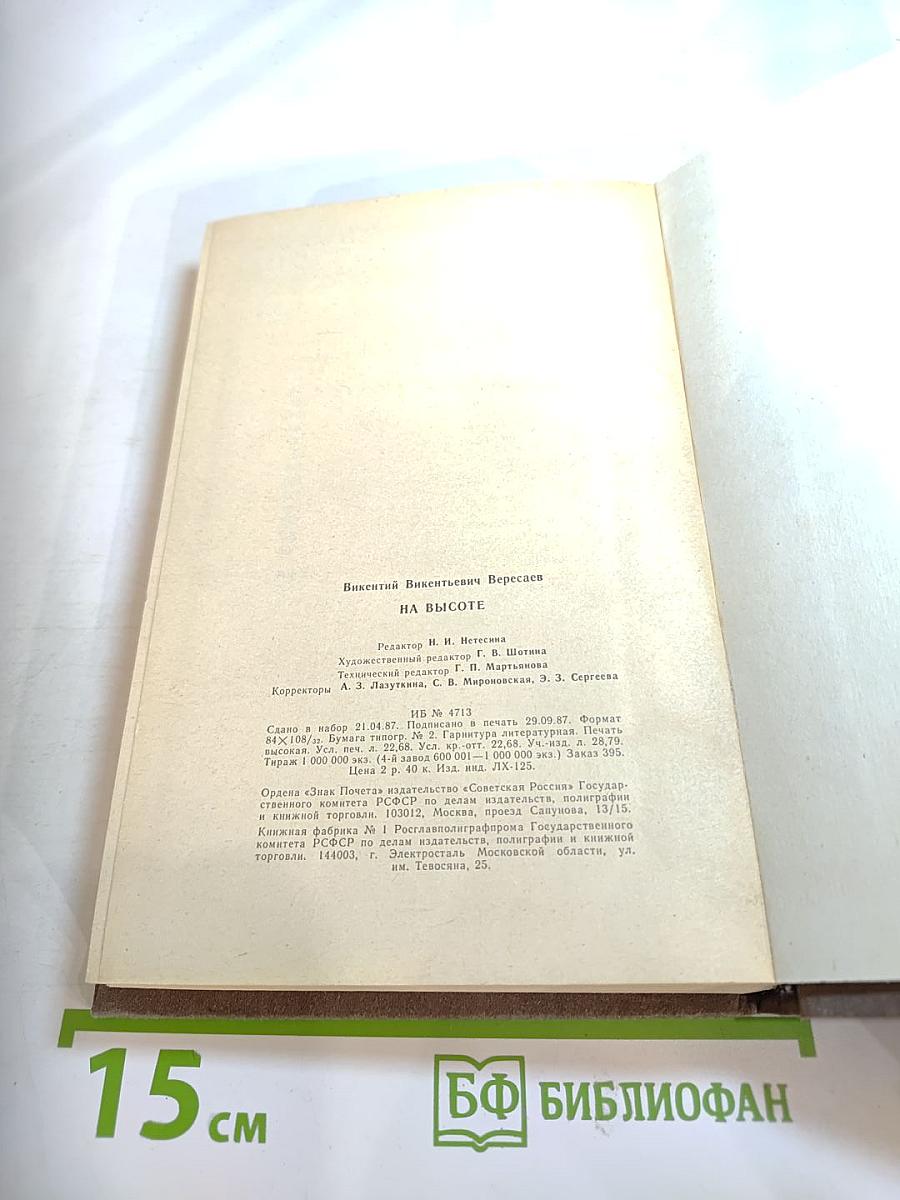 Викентий Викентьевич Вересаев
НА ВЫСОТЕ
Редактор Н. И. Нетесина
Художественный редактор Г. В. Шотина
Технический редактор Г. П. Мартьянова
Корректоры А. З. Лазуткина, С. В. Мироновская, Э. З. Сергеева
ИБ № 4713
Сдано в набор 21.04.87. Подписано в печать 29.09.87. Формат
84×108/32. Бумага типогр. № 2. Гарнитура литературная. Печать
высокая. Усл. печ. л. 22,68. Усл. кр.-отт. 22,68. Уч.-изд. л. 28,79.
Тираж 1 000 000 экз. (4-й завод 600 001—1 000 000 экз.) Заказ 395.
Цена 2 р. 40 к. Изд. инд. ЛХ-125.
Ордена «Знак Почета» издательство «Советская Россия» Государ-
ственного комитета РСФСР по делам издательств, полиграфии
и книжной торговли. 103012, Москва, проезд Сапунова, 13/15.
Книжная фабрика № 1 Росглавполиграфпрома Государственного
комитета РСФСР по делам издательств, полиграфии и книжной
торговли. 144003, г. Электросталь Московской области, ул.
им. Тевосяна, 25.
15 см
БФ БИБЛИОФАН